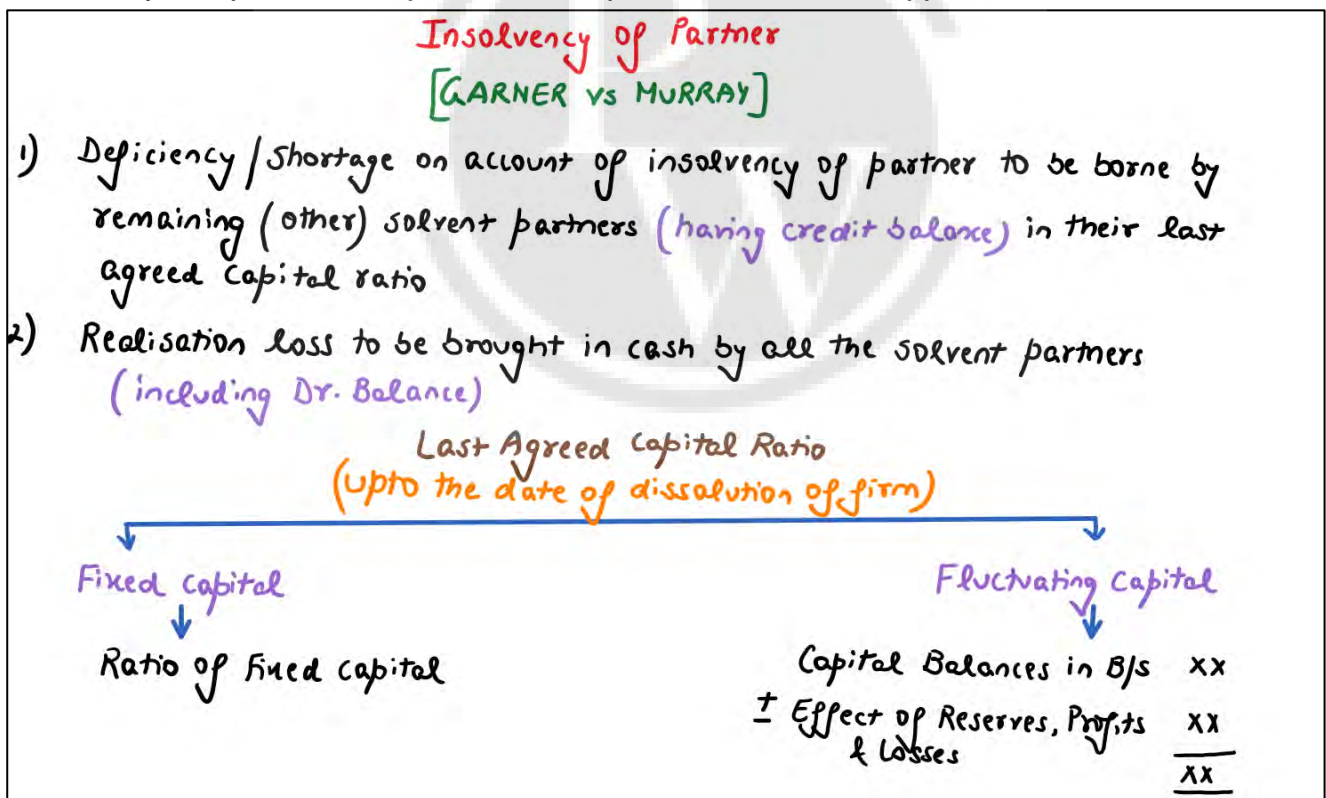 Insolvency of Partner
[GARNER vs MURRAY]
1) Deficiency / Shortage on account of insolvency of partner to be borne by
remaining (other) solvent partners (having credit balance) in their last
agreed capital ratio
2) Realisation loss to be brought in cash by all the solvent partners
(including Dr. Balance)
Last Agreed Capital Ratio
(upto the date of dissolution of firm)
Fixed capital
Fluctuating Capital
Ratio of Fixed capital
Capital Balances in B/s xx
± Effect of Reserves, Profits xx
& Losses
xx